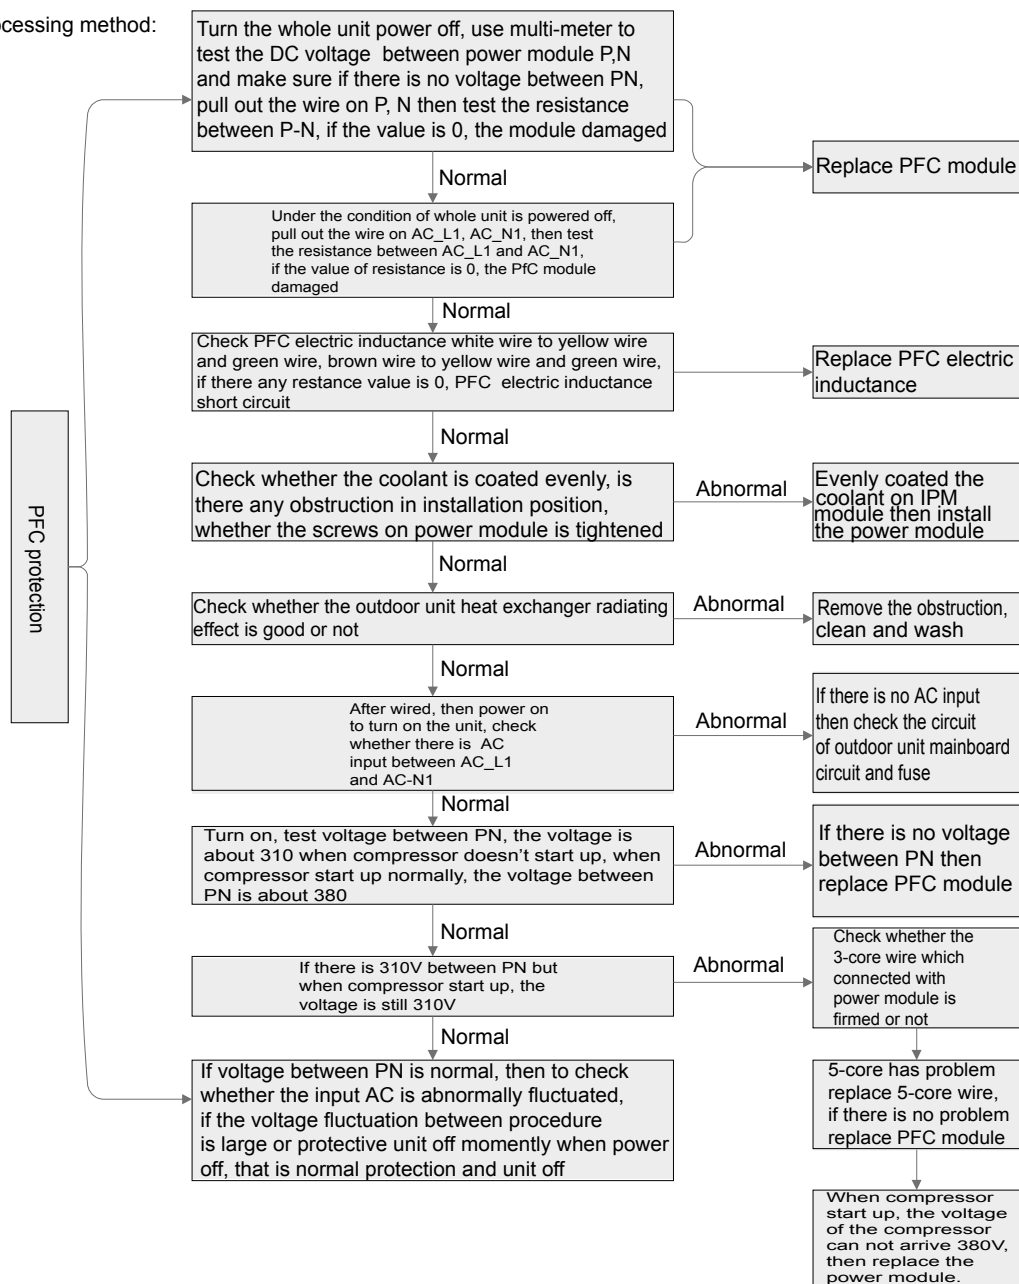 ocessing method:
Turn the whole unit power off, use multi-meter to
test the DC voltage between power module P,N
and make sure if there is no voltage between PN,
pull out the wire on P, N then test the resistance
between P-N, if the value is 0, the module damaged
Replace PFC module
Normal
Under the condition of whole unit is powered off,
pull out the wire on AC_L1, AC_N1, then test
the resistance between AC_L1 and AC_N1,
if the value of resistance is 0, the PfC module
damaged
Normal
Check PFC electric inductance white wire to yellow wire
and green wire, brown wire to yellow wire and green wire,
if there any restance value is 0, PFC electric inductance
short circuit
Replace PFC electric
inductance
Normal
PFC protection
Check whether the coolant is coated evenly, is
there any obstruction in installation position,
whether the screws on power module is tightened
Abnormal
Evenly coated the
coolant on IPM
module then install
the power module
Normal
Check whether the outdoor unit heat exchanger radiating
effect is good or not
Abnormal
Remove the obstruction,
clean and wash
Normal
After wired, then power on
to turn on the unit, check
whether there is AC
input between AC_L1
and AC-N1
Abnormal
If there is no AC input
then check the circuit
of outdoor unit mainboard
circuit and fuse
Normal
Turn on, test voltage between PN, the voltage is
about 310 when compressor doesn't start up, when
compressor start up normally, the voltage between
PN is about 380
Abnormal
If there is no voltage
between PN then
replace PFC module
Normal
If there is 310V between PN but
when compressor start up, the
voltage is still 310V
Abnormal
Check whether the
3-core wire which
connected with
power module is
firmed or not
Normal
If voltage between PN is normal, then to check
whether the input AC is abnormally fluctuated,
if the voltage fluctuation between procedure
is large or protective unit off momently when power
off, that is normal protection and unit off
5-core has problem
replace 5-core wire,
if there is no problem
replace PFC module
When compressor
start up, the voltage
of the compressor
can not arrive 380V,
then replace the
power module.